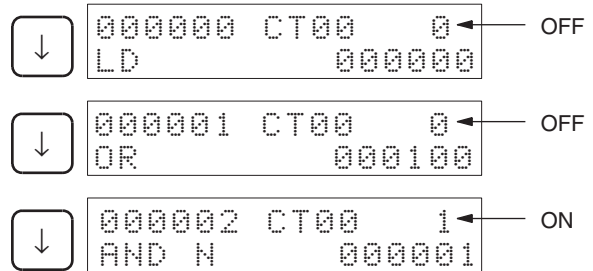 ↓ 000000 CT00 0 OFF
LD 000000
↓ 000001 CT00 0 OFF
OR 000100
↓ 000002 CT00 1 ON
AND N 000001